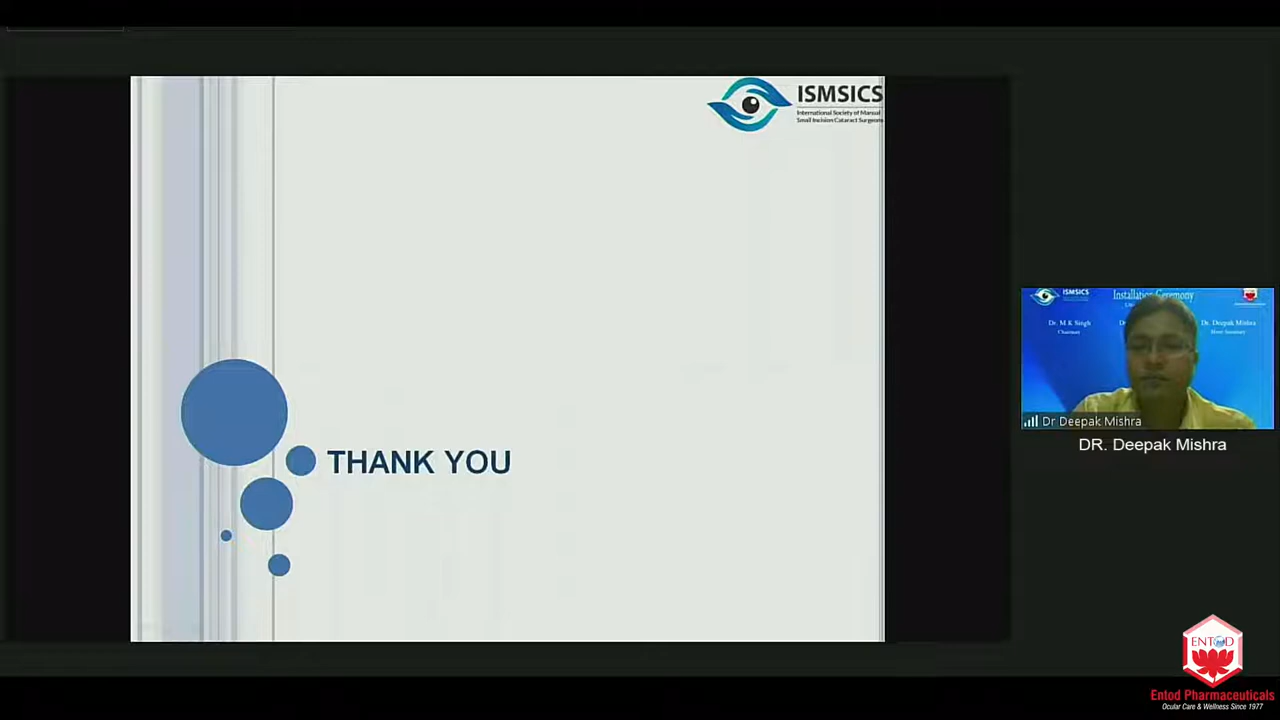 ISMSICS
International Society of Manual
Small Incision Cataract Surgeons
THANK YOU
ISMSICS
Installation Ceremony
Dr. M K Singh
Chairman
Dr. Deepak Mishra
Dr Deepak Mishra
DR. Deepak Mishra
ENTOD
Entod Pharmaceuticals
Ocular Care & Wellness Since 1977